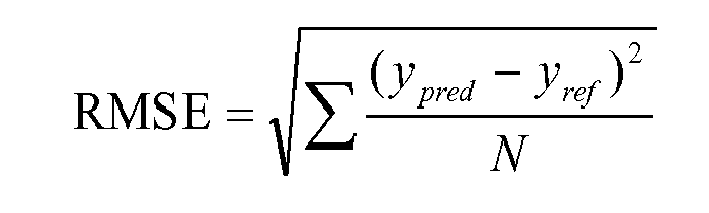 RMSE = √∑ (y_pred − y_ref)² / N